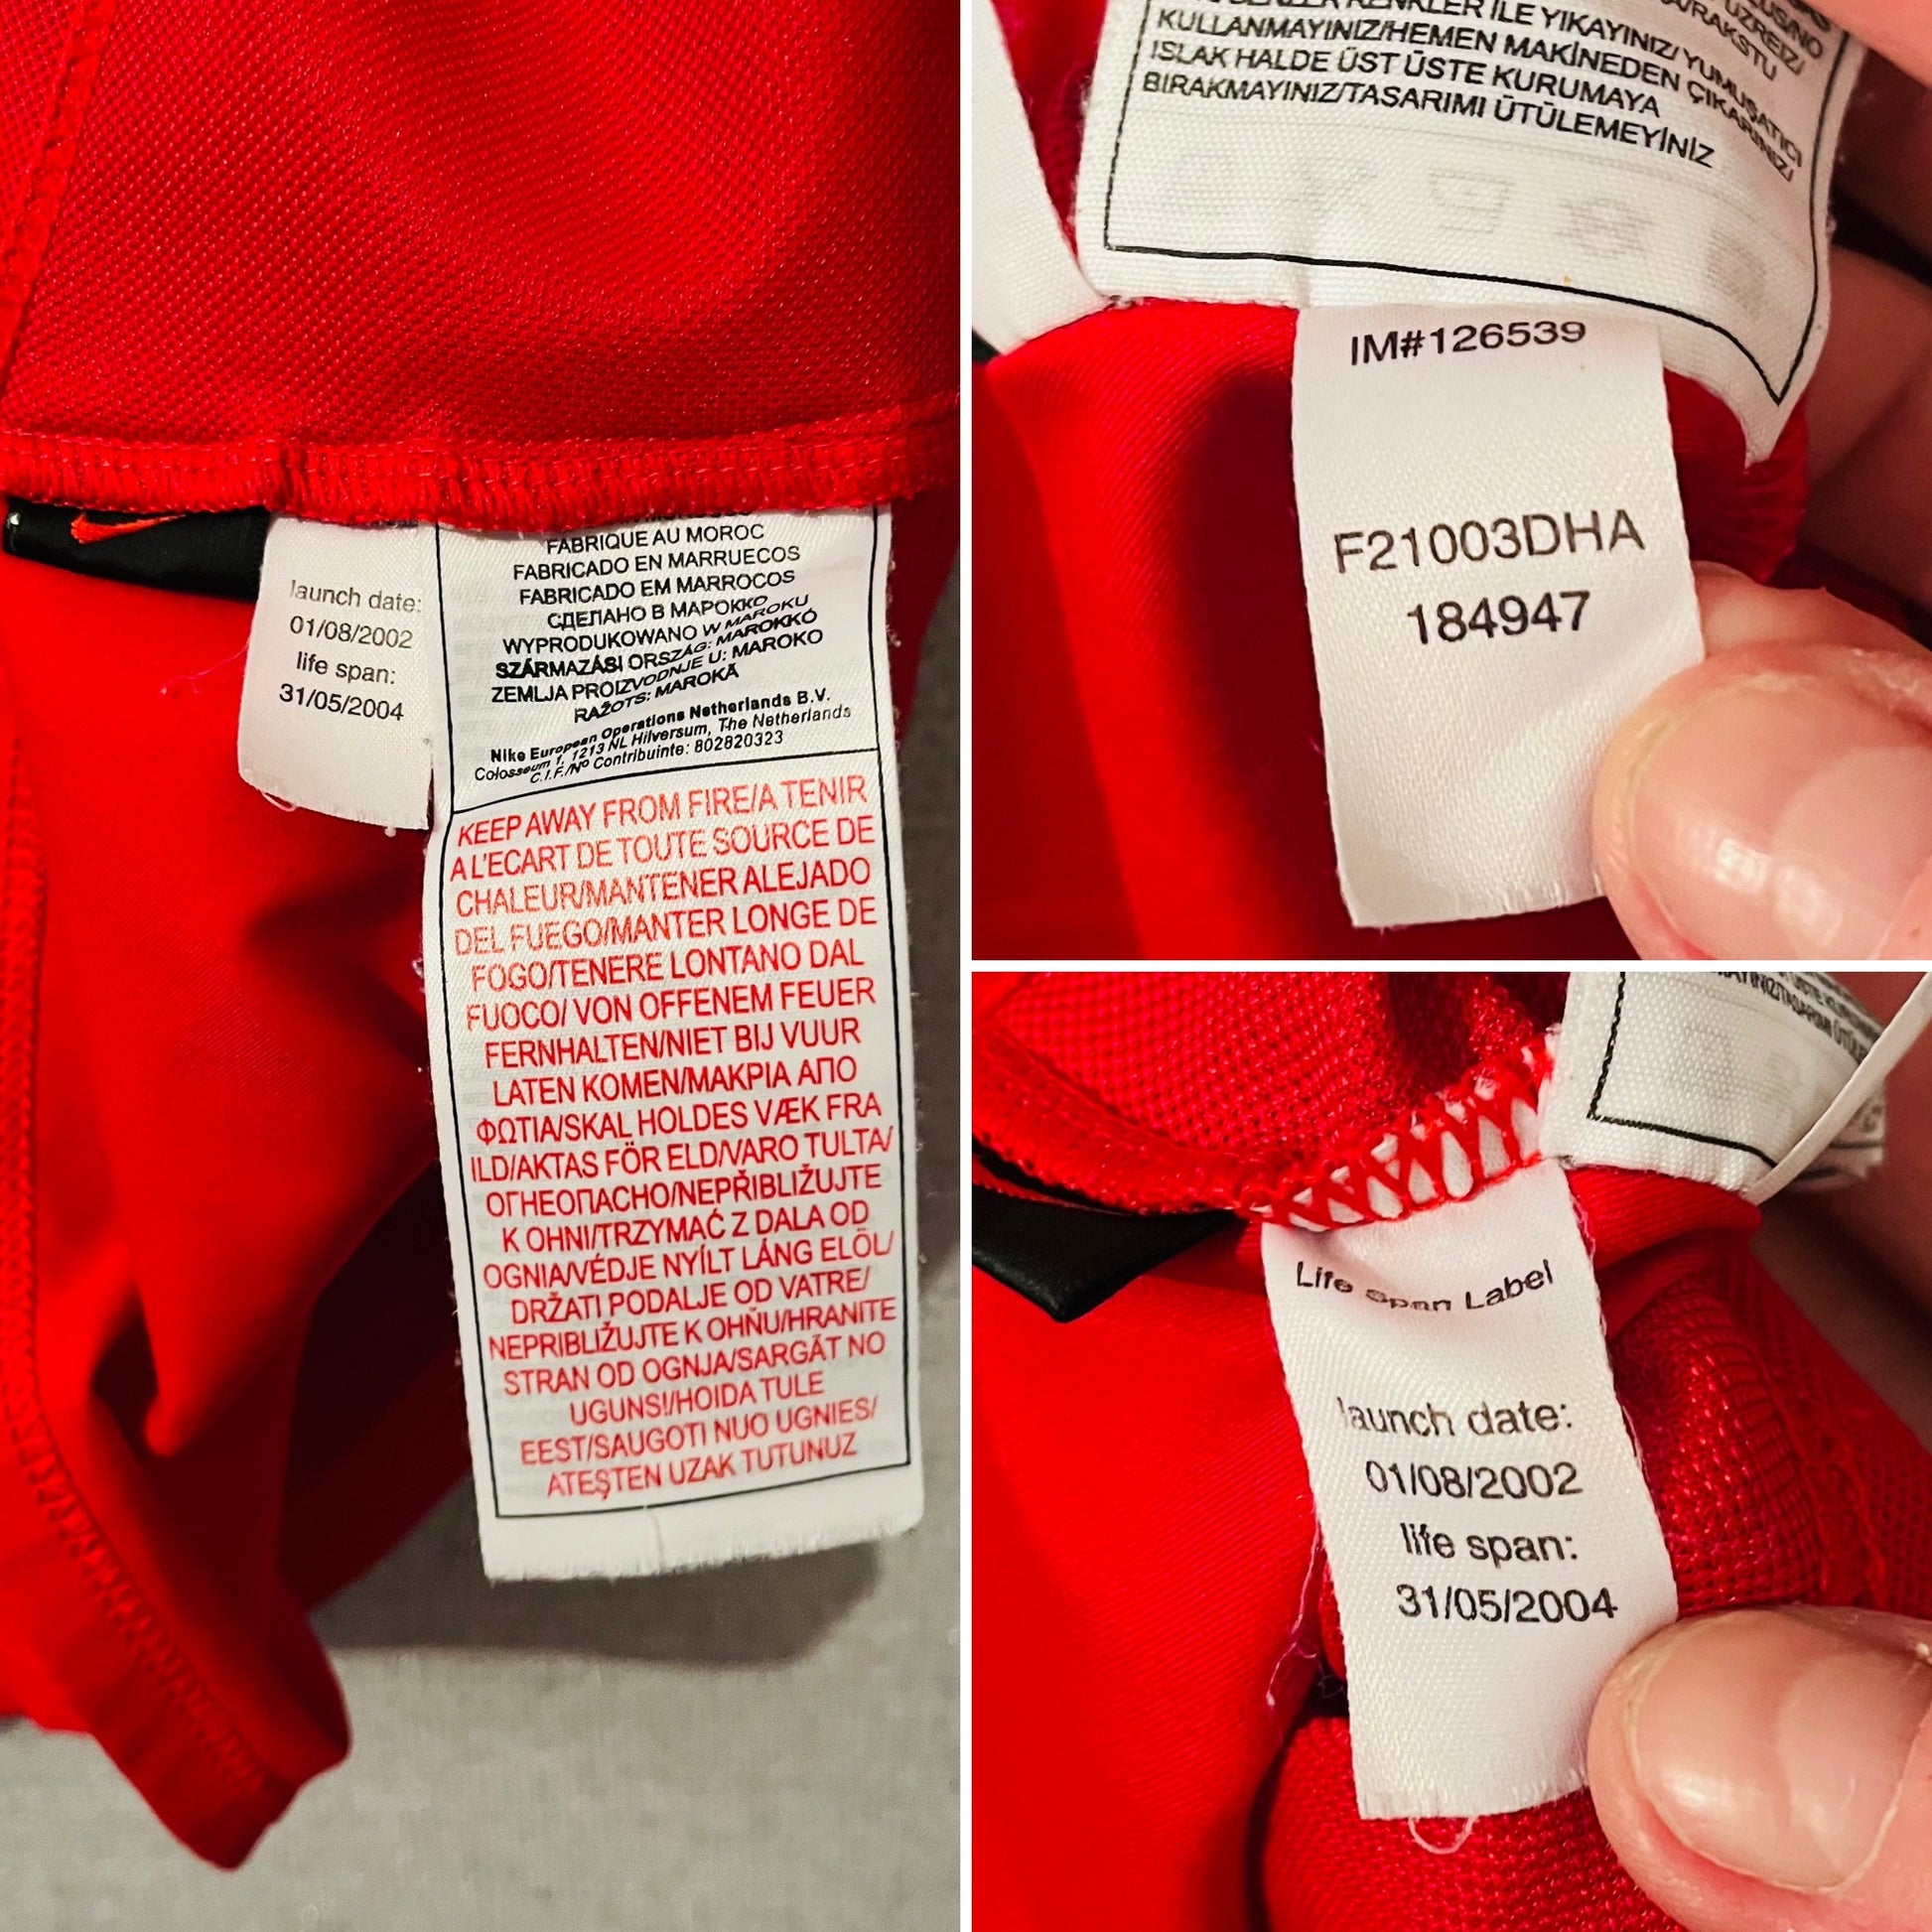 launch date:
01/08/2002
life span:
31/05/2004
FABRIQUE AU MOROC
FABRICADO EN MARRUECOS
FABRICADO EM MARROCOS
СДЕЛАНО В МАРОККО
WYPRODUKOWANO W MAROKU
SZÁRMAZÁSI ORSZÁG: MAROKKÓ
ZEMLJA PROIZVODNJE U: MAROKO
RAŽOTS: MAROKĀ
Nike European Operations Netherlands B.V.
Colosseum 1, 1213 NL Hilversum, The Netherlands
C.I.F./Nº Contribuinte: 802820323
KEEP AWAY FROM FIRE/A TENIR
A L'ECART DE TOUTE SOURCE DE
CHALEUR/MANTENER ALEJADO
DEL FUEGO/MANTER LONGE DE
FOGO/TENERE LONTANO DAL
FUOCO/ VON OFFENEM FEUER
FERNHALTEN/NIET BIJ VUUR
LATEN KOMEN/ΜΑΚΡΙΑ ΑΠΟ
ΦΩΤΙΑ/SKAL HOLDES VÆK FRA
ILD/AKTAS FÖR ELD/VARO TULTA/
ОГНЕОПАСНО/NEPŘIBLIŽUJTE
K OHNI/TRZYMAĆ Z DALA OD
OGNIA/VÉDJE NYÍLT LÁNG ELŐL/
DRŽATI PODALJE OD VATRE/
NEPRIBLIŽUJTE K OHŇU/HRANITE
STRAN OD OGNJA/SARGĀT NO
UGUNS!/HOIDA TULE
EEST/SAUGOTI NUO UGNIES/
ATEŞTEN UZAK TUTUNUZ
RENKLER İLE YIKAYINIZ/YUMUŞATICI
KULLANMAYINIZ/HEMEN MAKİNEDEN ÇIKARINIZ/
ISLAK HALDE ÜST ÜSTE KURUMAYA
BIRAKMAYINIZ/TASARIMI ÜTÜLEMEYİNİZ
IM#126539
F21003DHA
184947
Life span Label
launch date:
01/08/2002
life span:
31/05/2004